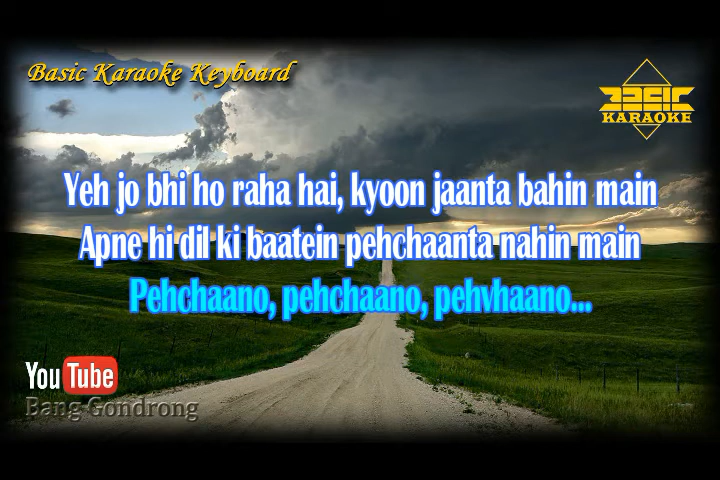 Basic Karaoke Keyboard
BASIC
KARAOKE
Yeh jo bhi ho raha hai, kyoon jaanta bahin main
Apne hi dil ki baatein pehchaanta nahin main
Pehchaano, pehchaano, pehvhaano...
YouTube
Bang Gondrong